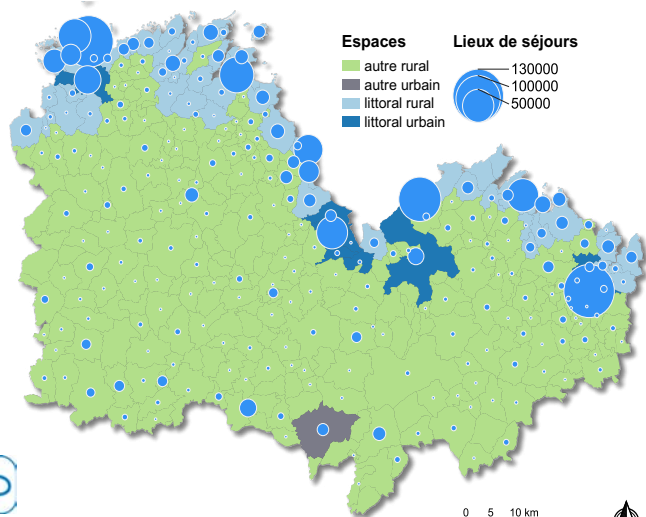 Espaces
autre rural
autre urbain
littoral rural
littoral urbain
Lieux de séjours
130000
100000
50000
0 5 10 km